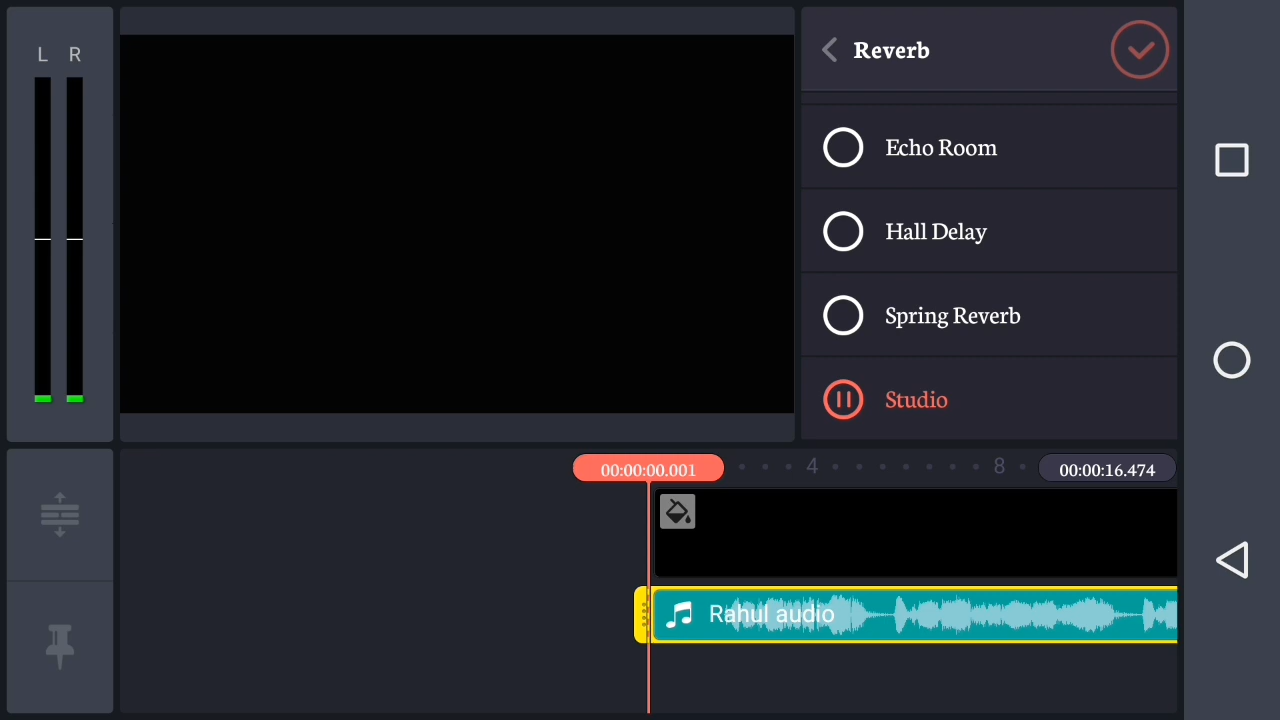 L R
Reverb
Echo Room
Hall Delay
Spring Reverb
Studio
00:00:00.001
4
8
00:00:16.474
Rahul audio